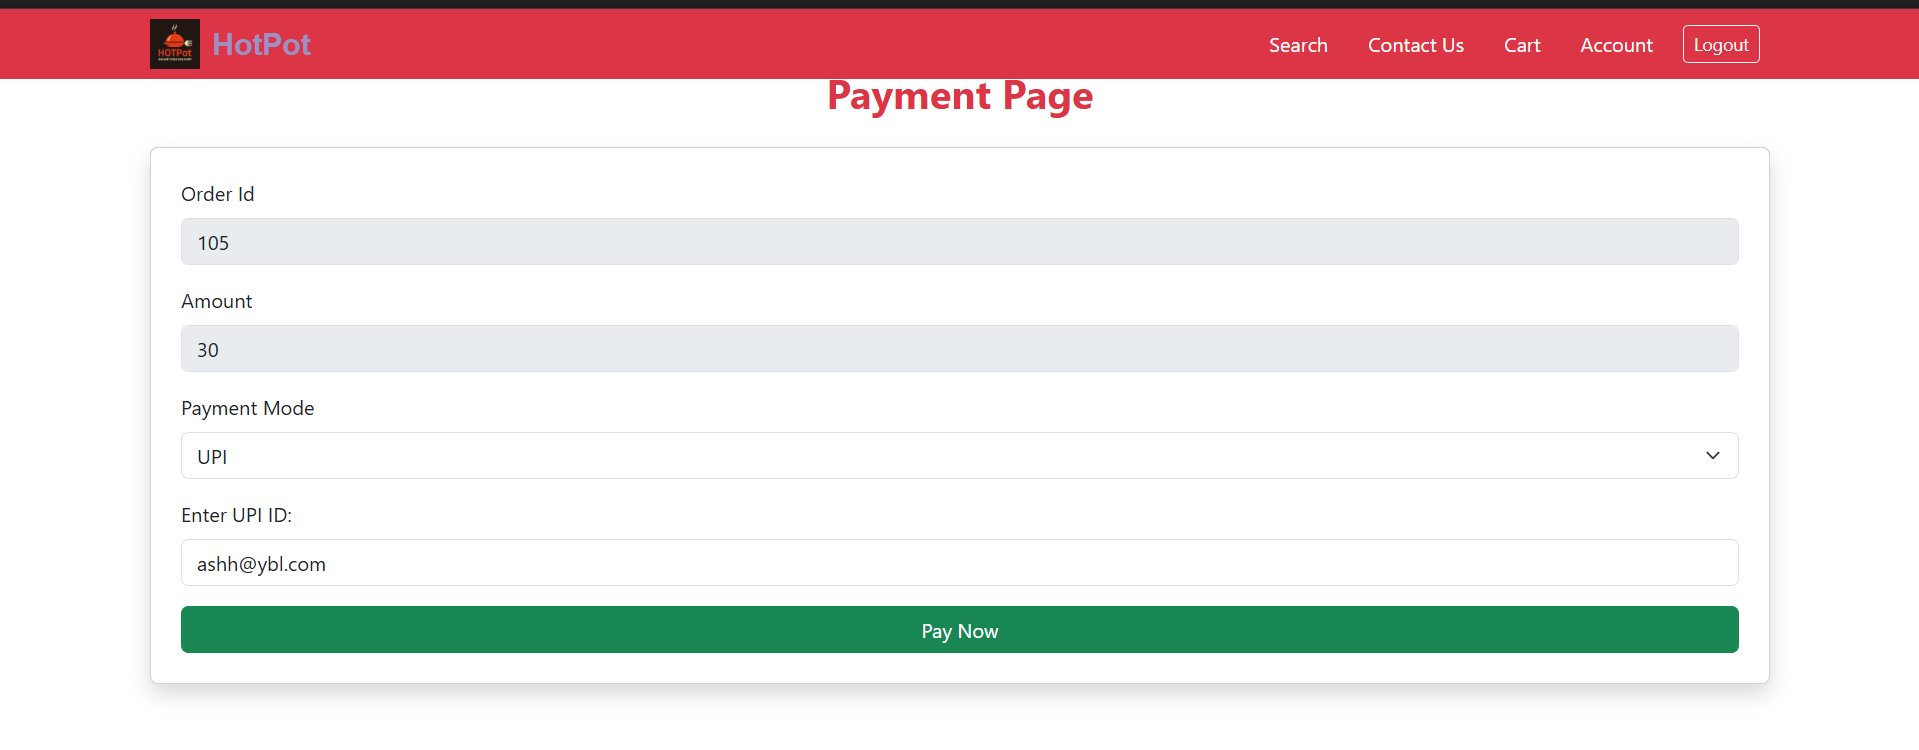 HOTPot
HotPot
Search
Contact Us
Cart
Account
Logout
Payment Page
Order Id
105
Amount
30
Payment Mode
UPI
Enter UPI ID:
ashh@ybl.com
Pay Now